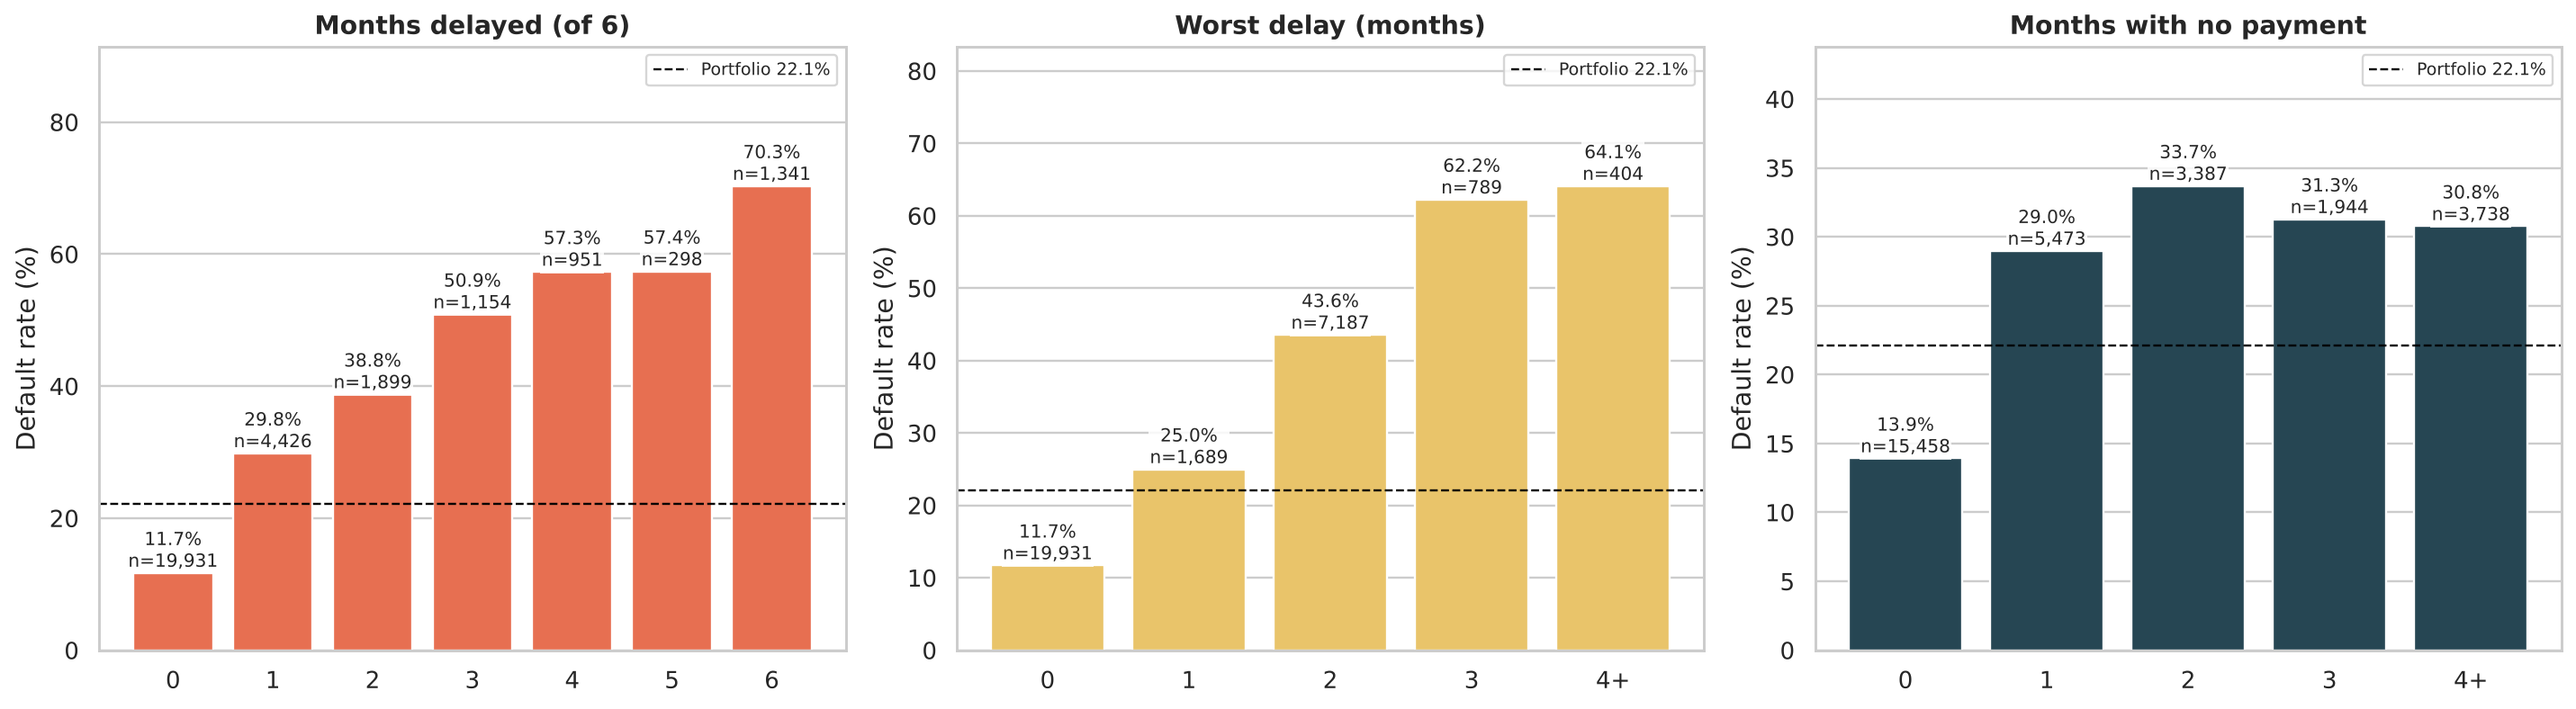 Months delayed (of 6)
Portfolio 22.1%
Default rate (%)
80
60
40
20
0
11.7%
n=19,931
29.8%
n=4,426
38.8%
n=1,899
50.9%
n=1,154
57.3%
n=951
57.4%
n=298
70.3%
n=1,341
0 1 2 3 4 5 6
Worst delay (months)
Portfolio 22.1%
Default rate (%)
80
70
60
50
40
30
20
10
0
11.7%
n=19,931
25.0%
n=1,689
43.6%
n=7,187
62.2%
n=789
64.1%
n=404
0 1 2 3 4+
Months with no payment
Portfolio 22.1%
Default rate (%)
40
35
30
25
20
15
10
5
0
13.9%
n=15,458
29.0%
n=5,473
33.7%
n=3,387
31.3%
n=1,944
30.8%
n=3,738
0 1 2 3 4+